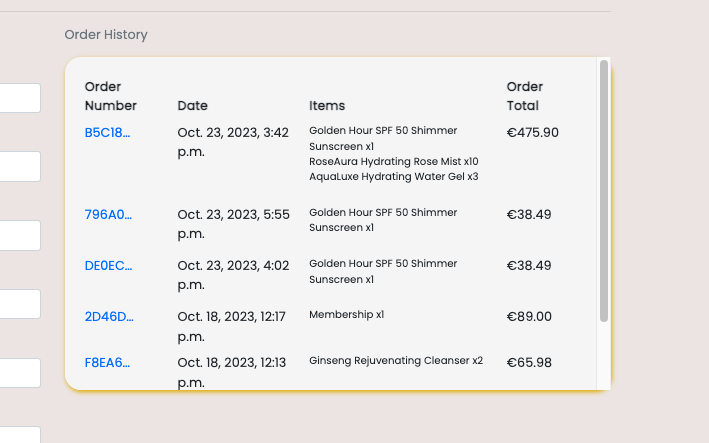 Order History
Order Number Date Items Order Total
B5C18... Oct. 23, 2023, 3:42 p.m. Golden Hour SPF 50 Shimmer Sunscreen x1 €475.90
RoseAura Hydrating Rose Mist x10
AquaLuxe Hydrating Water Gel x3
796A0... Oct. 23, 2023, 5:55 p.m. Golden Hour SPF 50 Shimmer Sunscreen x1 €38.49
DE0EC... Oct. 23, 2023, 4:02 p.m. Golden Hour SPF 50 Shimmer Sunscreen x1 €38.49
2D46D... Oct. 18, 2023, 12:17 p.m. Membership x1 €89.00
F8EA6... Oct. 18, 2023, 12:13 p.m. Ginseng Rejuvenating Cleanser x2 €65.98